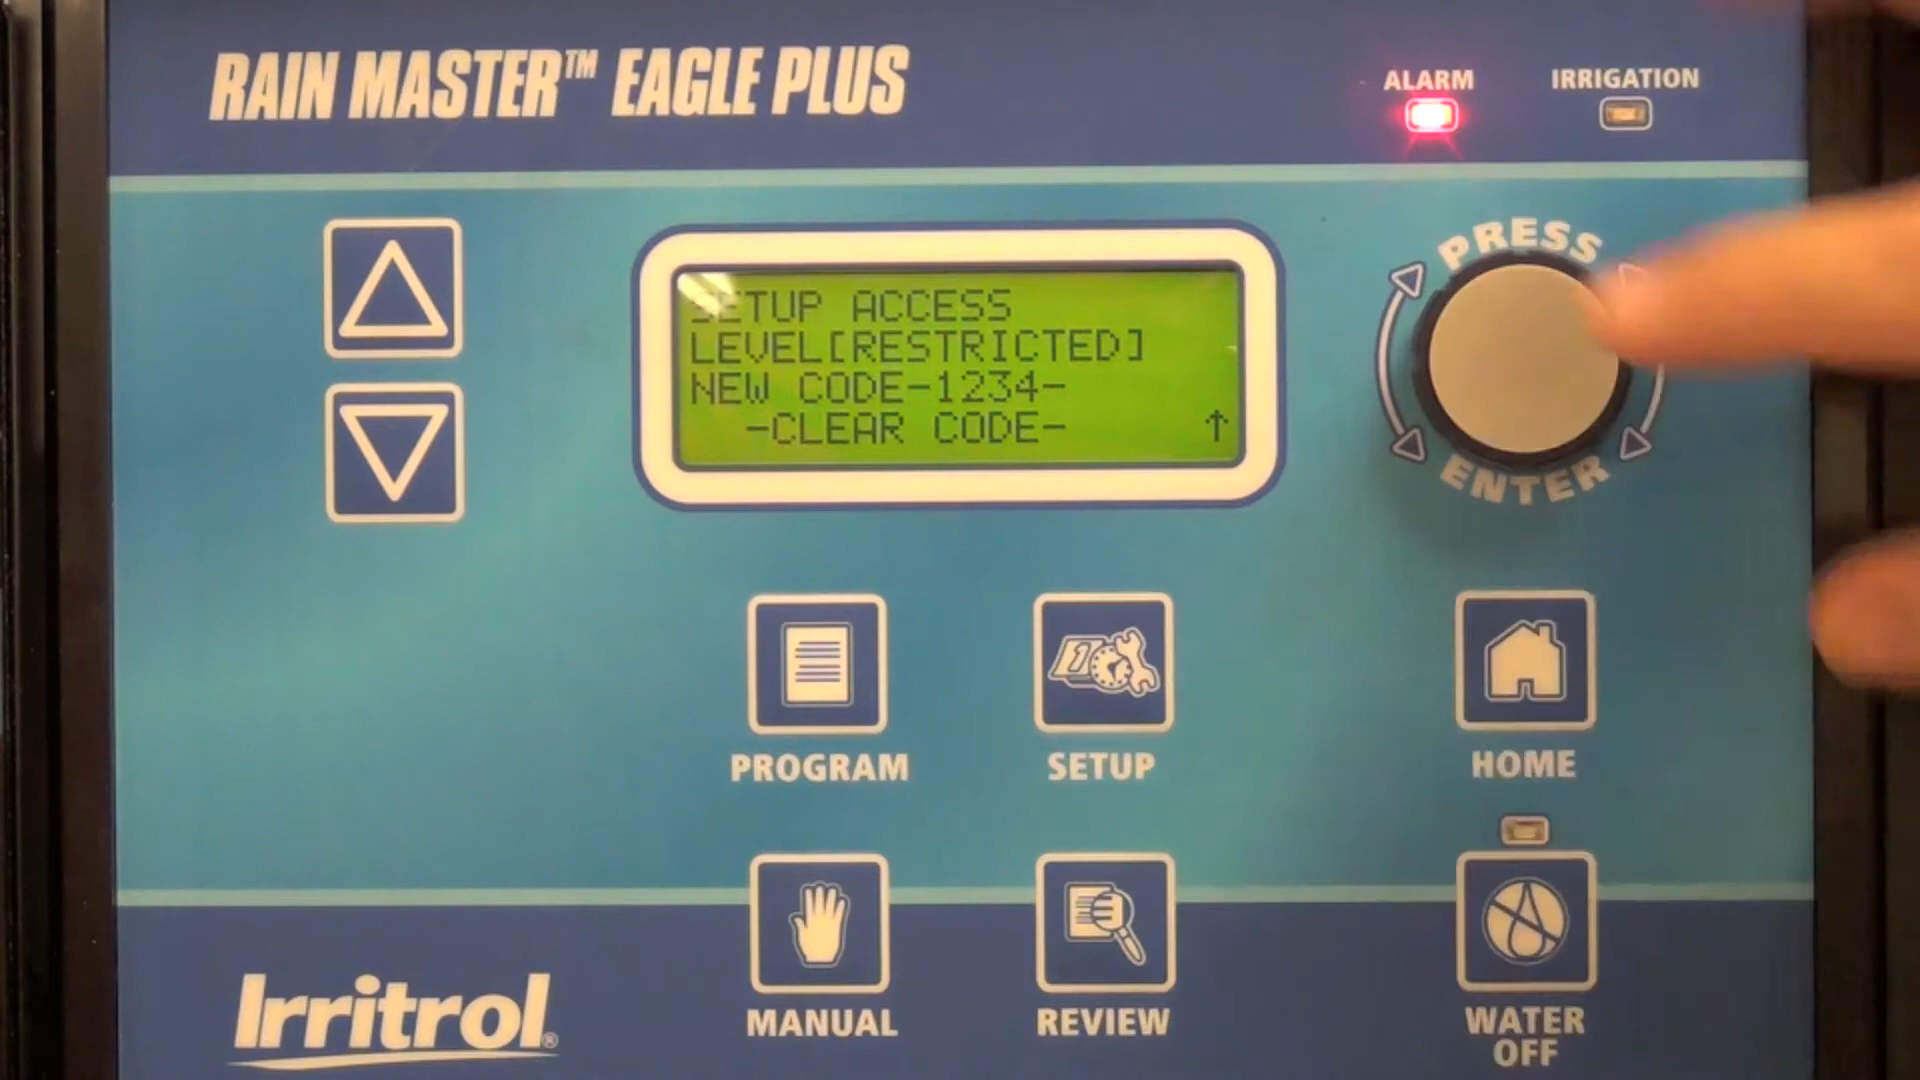 RAIN MASTER™ EAGLE PLUS
ALARM
IRRIGATION
SETUP ACCESS
LEVEL[RESTRICTED]
NEW CODE-1234-
-CLEAR CODE- ↑
PRESS
ENTER
PROGRAM
SETUP
HOME
MANUAL
REVIEW
WATER
OFF
Irritrol®